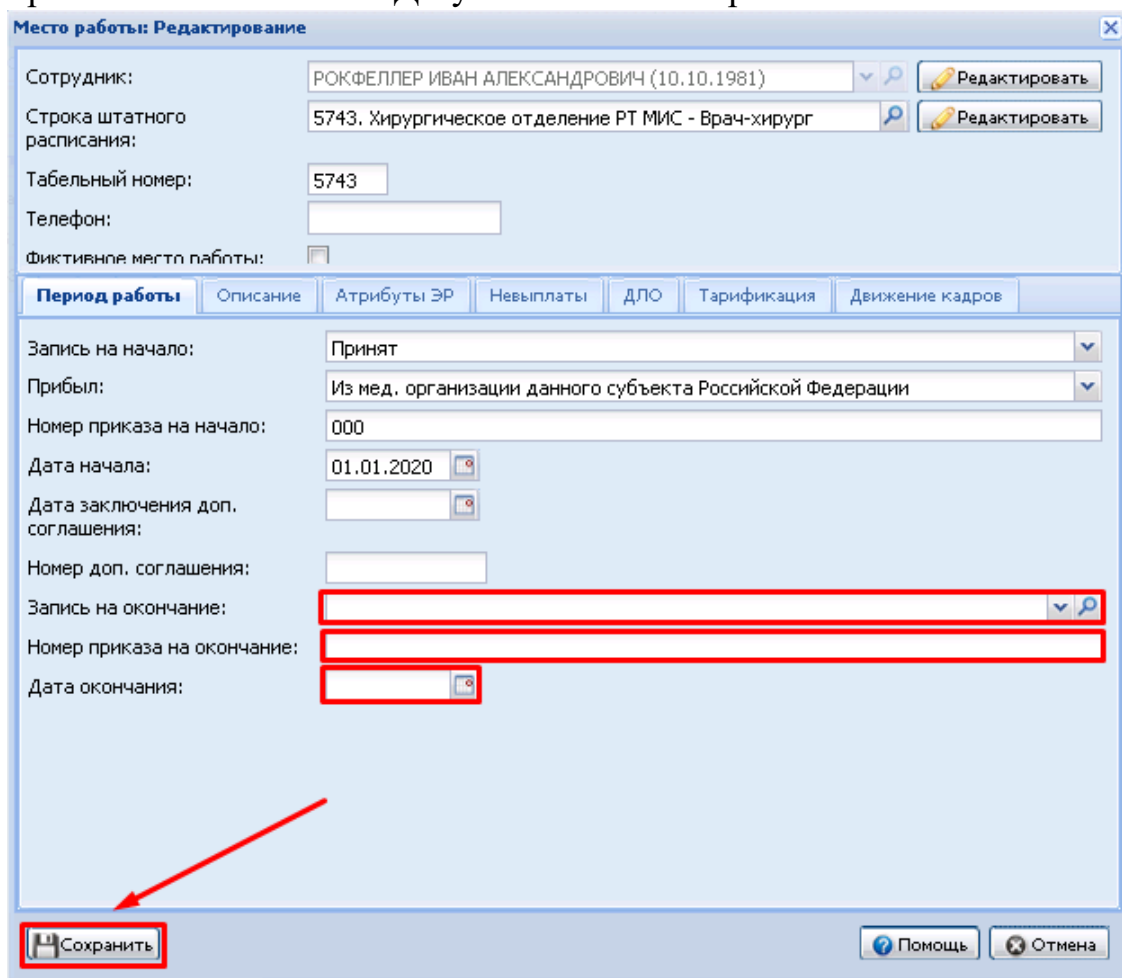 Место работы: Редактирование
Сотрудник: РОКФЕЛЛЕР ИВАН АЛЕКСАНДРОВИЧ (10.10.1981) Редактировать
Строка штатного расписания: 5743. Хирургическое отделение РТ МИС - Врач-хирург Редактировать
Табельный номер: 5743
Телефон:
Фиктивное место работы:
Период работы Описание Атрибуты ЭР Невыплаты ДЛО Тарификация Движение кадров
Запись на начало: Принят
Прибыл: Из мед. организации данного субъекта Российской Федерации
Номер приказа на начало: 000
Дата начала: 01.01.2020
Дата заключения доп.
соглашения:
Номер доп. соглашения:
Запись на окончание:
Номер приказа на окончание:
Дата окончания:
Сохранить Помощь Отмена